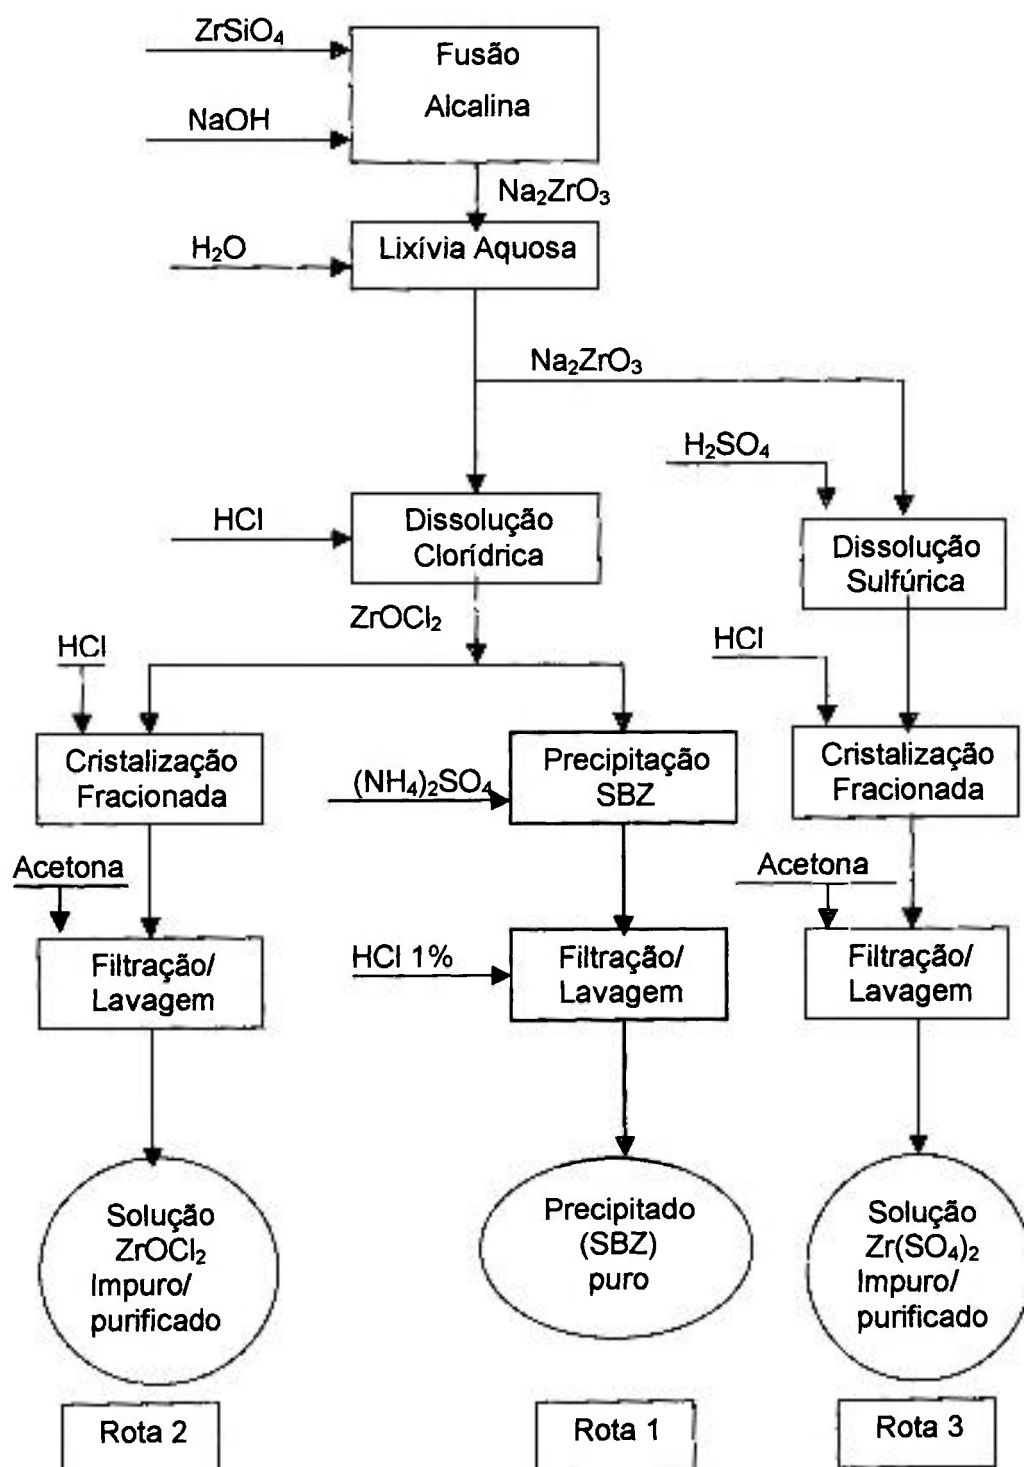 ZrSiO₄
Fusão
Alcalina
NaOH
Na₂ZrO₃
H₂O
Lixívia Aquosa
Na₂ZrO₃
H₂SO₄
HCl
Dissolução
Clorídrica
Dissolução
Sulfúrica
ZrOCl₂
HCl
HCl
Cristalização
Fracionada
(NH₄)₂SO₄
Precipitação
SBZ
Cristalização
Fracionada
Acetona
Acetona
Filtração/
Lavagem
HCl 1%
Filtração/
Lavagem
Filtração/
Lavagem
Solução
ZrOCl₂
Impuro/
purificado
Precipitado
(SBZ)
puro
Solução
Zr(SO₄)₂
Impuro/
purificado
Rota 2
Rota 1
Rota 3